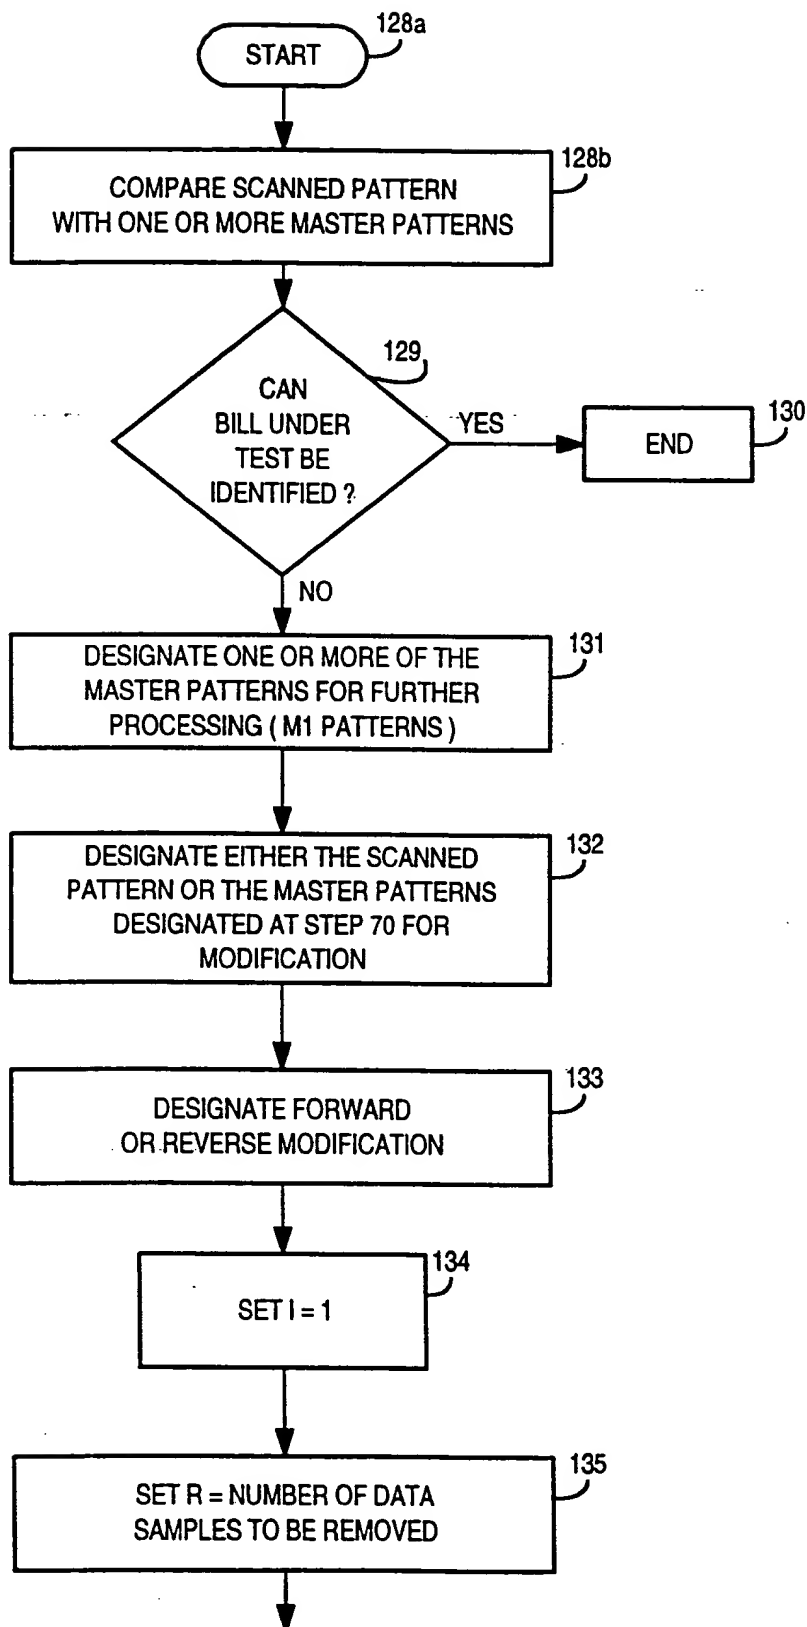 128a
START
128b
COMPARE SCANNED PATTERN
WITH ONE OR MORE MASTER PATTERNS
129
CAN
BILL UNDER
TEST BE
IDENTIFIED ?
YES
130
END
NO
131
DESIGNATE ONE OR MORE OF THE
MASTER PATTERNS FOR FURTHER
PROCESSING ( M1 PATTERNS )
132
DESIGNATE EITHER THE SCANNED
PATTERN OR THE MASTER PATTERNS
DESIGNATED AT STEP 70 FOR
MODIFICATION
133
DESIGNATE FORWARD
OR REVERSE MODIFICATION
134
SET I = 1
135
SET R = NUMBER OF DATA
SAMPLES TO BE REMOVED